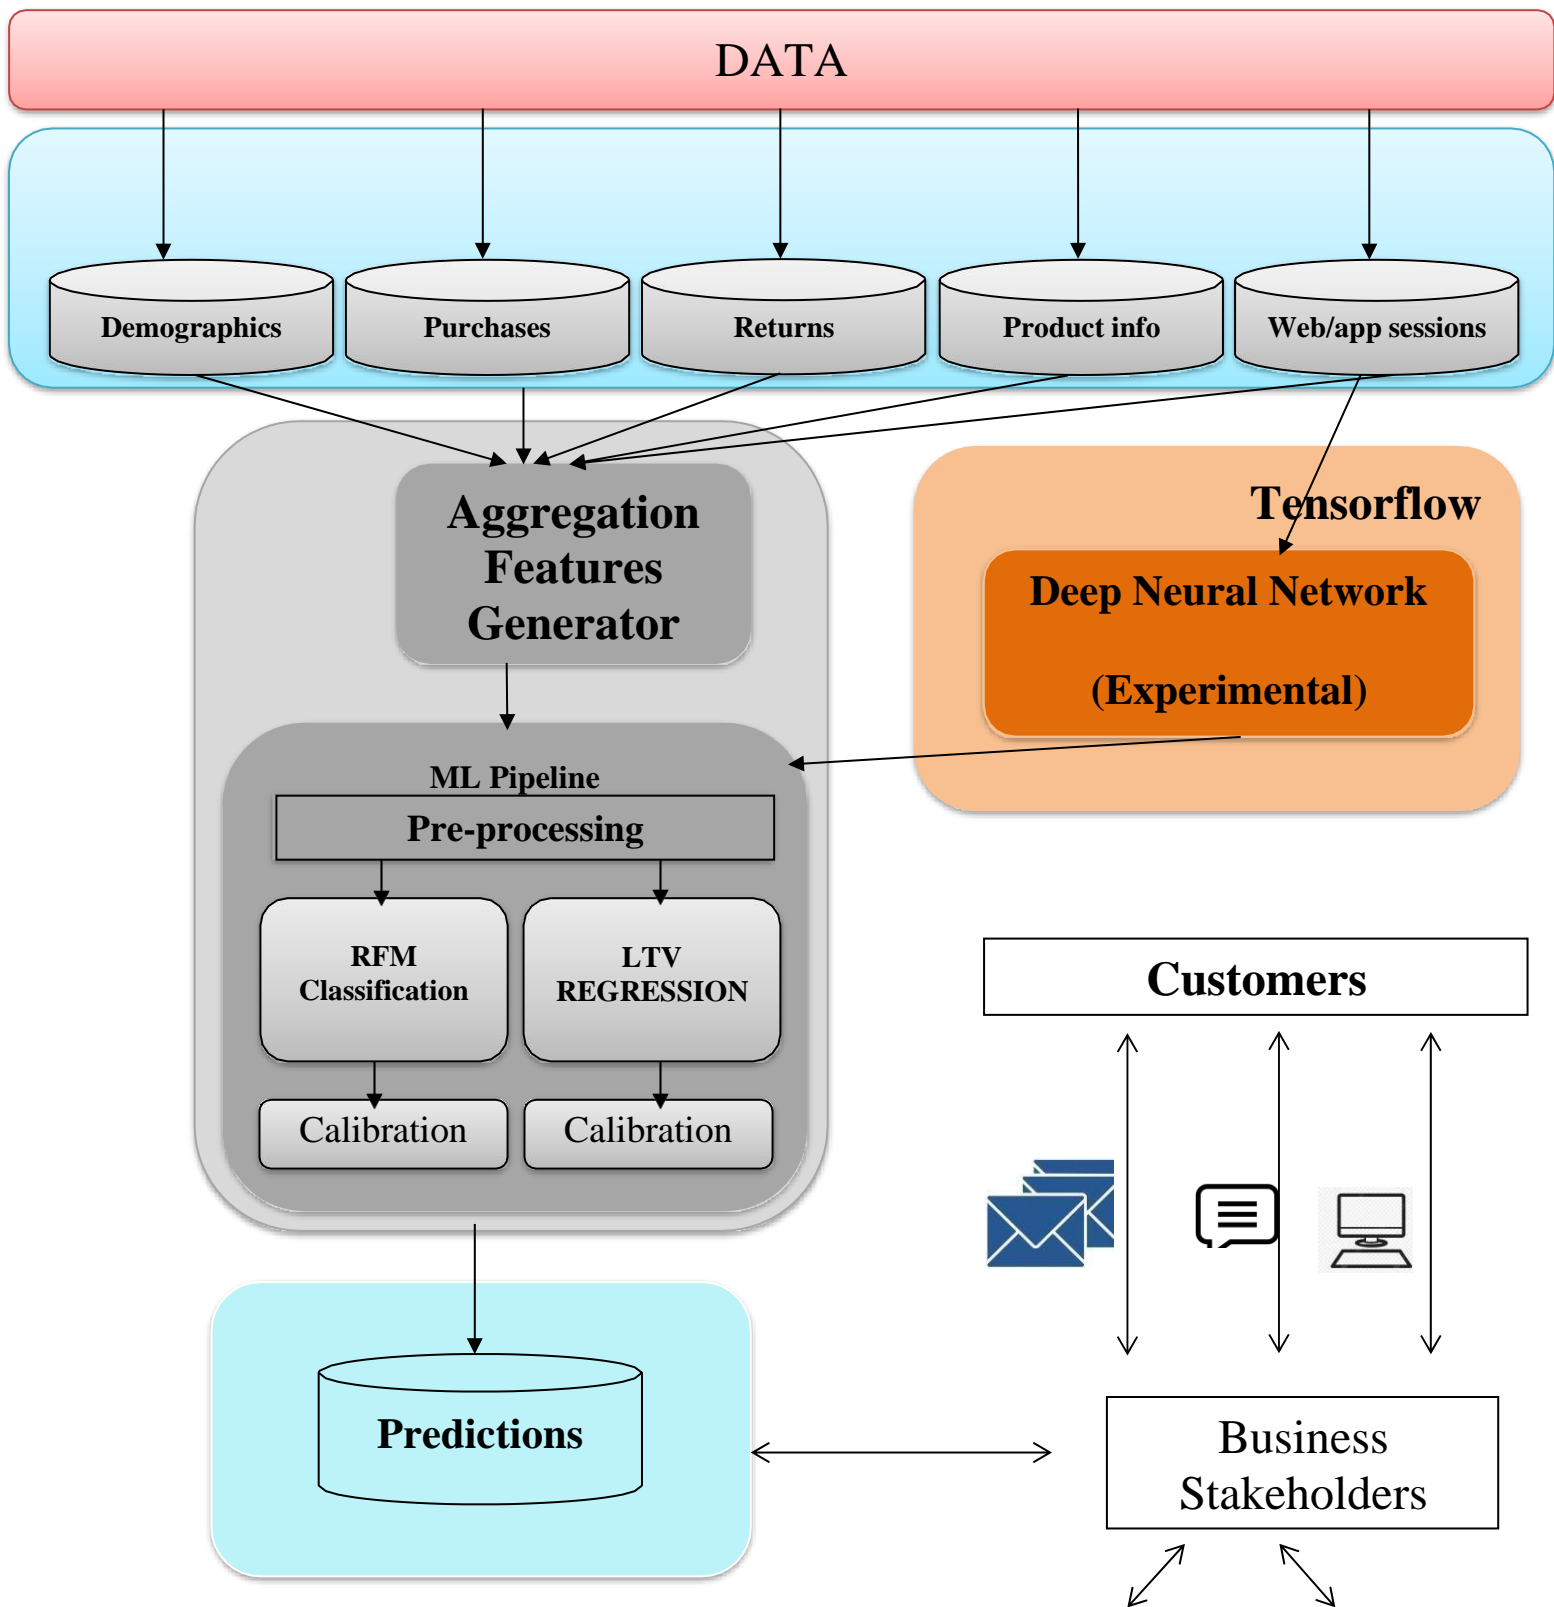 DATA
Demographics
Purchases
Returns
Product info
Web/app sessions
Aggregation
Features
Generator
Tensorflow
Deep Neural Network
(Experimental)
ML Pipeline
Pre-processing
RFM
Classification
LTV
REGRESSION
Calibration
Calibration
Customers
Predictions
Business
Stakeholders